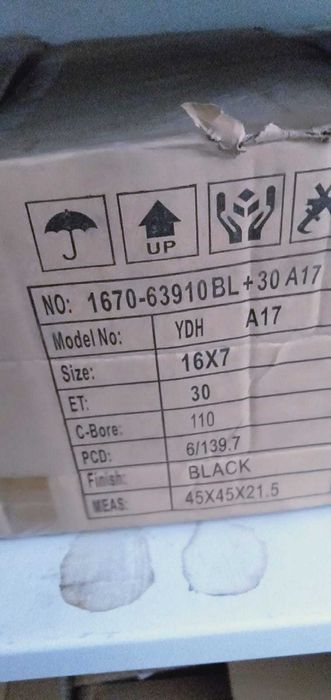 UP
NO: 1670-63910BL+30 A17
Model No: YDH A17
Size: 16X7
ET: 30
C-Bore: 110
PCD: 6/139.7
Finish: BLACK
MEAS: 45X45X21.5